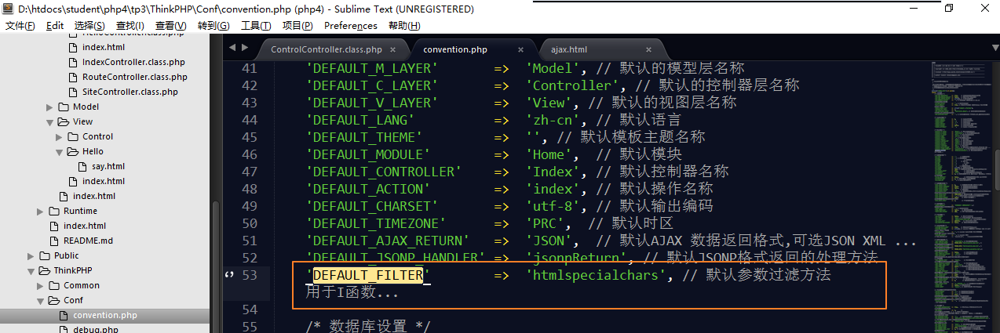 D:\htdocs\student\php4\tp3\ThinkPHP\Conf\convention.php (php4) - Sublime Text (UNREGISTERED)
文件(F) Edit 选择(S) 查找(I) 查看(V) 转到(G) 工具(T) 项目(P) Preferences 帮助(H)
HelloController.class.php
index.html
IndexController.class.php
RouteController.class.php
SiteController.class.php
Model
View
Control
Hello
say.html
index.html
index.html
Runtime
index.html
README.md
Public
ThinkPHP
Common
Conf
convention.php
debug.php
ControlController.class.php × convention.php × ajax.html ×
41 'DEFAULT_M_LAYER' => 'Model', // 默认的模型层名称
42 'DEFAULT_C_LAYER' => 'Controller', // 默认的控制器层名称
43 'DEFAULT_V_LAYER' => 'View', // 默认的视图层名称
44 'DEFAULT_LANG' => 'zh-cn', // 默认语言
45 'DEFAULT_THEME' => '', // 默认模板主题名称
46 'DEFAULT_MODULE' => 'Home', // 默认模块
47 'DEFAULT_CONTROLLER' => 'Index', // 默认控制器名称
48 'DEFAULT_ACTION' => 'index', // 默认操作名称
49 'DEFAULT_CHARSET' => 'utf-8', // 默认输出编码
50 'DEFAULT_TIMEZONE' => 'PRC', // 默认时区
51 'DEFAULT_AJAX_RETURN' => 'JSON', // 默认AJAX 数据返回格式,可选JSON XML ...
52 'DEFAULT_JSONP_HANDLER' => 'jsonpReturn', // 默认JSONP格式返回的处理方法
53 'DEFAULT_FILTER' => 'htmlspecialchars', // 默认参数过滤方法
用于I函数...
54
55 /* 数据库设置 */